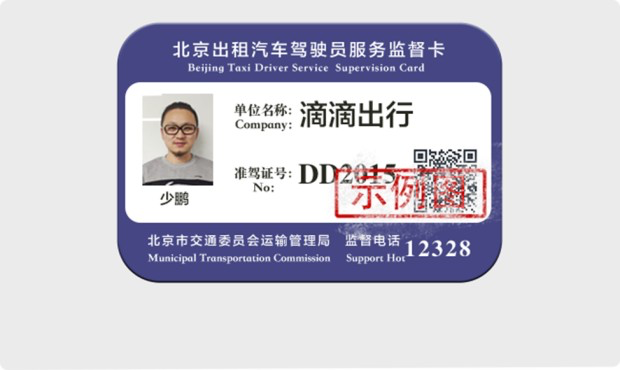 北京出租汽车驾驶员服务监督卡
Beijing Taxi Driver Service Supervision Card
单位名称: 滴滴出行
Company:
准驾证号: DD2015
No:
示例图
少鹏
北京市交通委员会运输管理局 监督电话 12328
Municipal Transportation Commission Support Hot